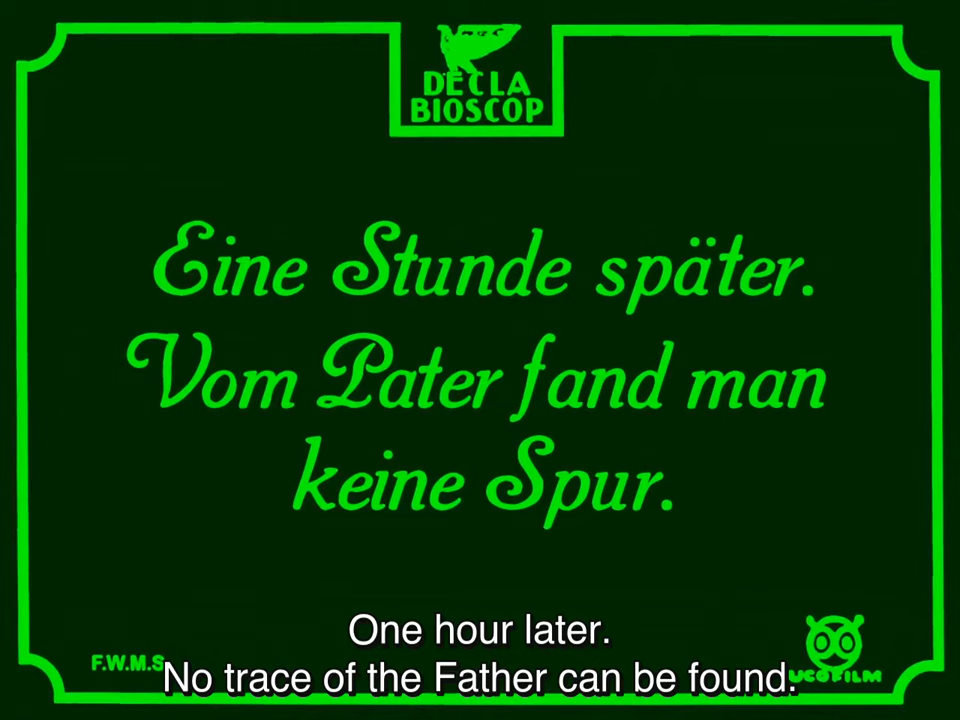 DECLA
BIOSCOP
Eine Stunde später.
Vom Pater fand man
keine Spur.
One hour later.
F.W.M.S.
No trace of the Father can be found.
UCOFILM